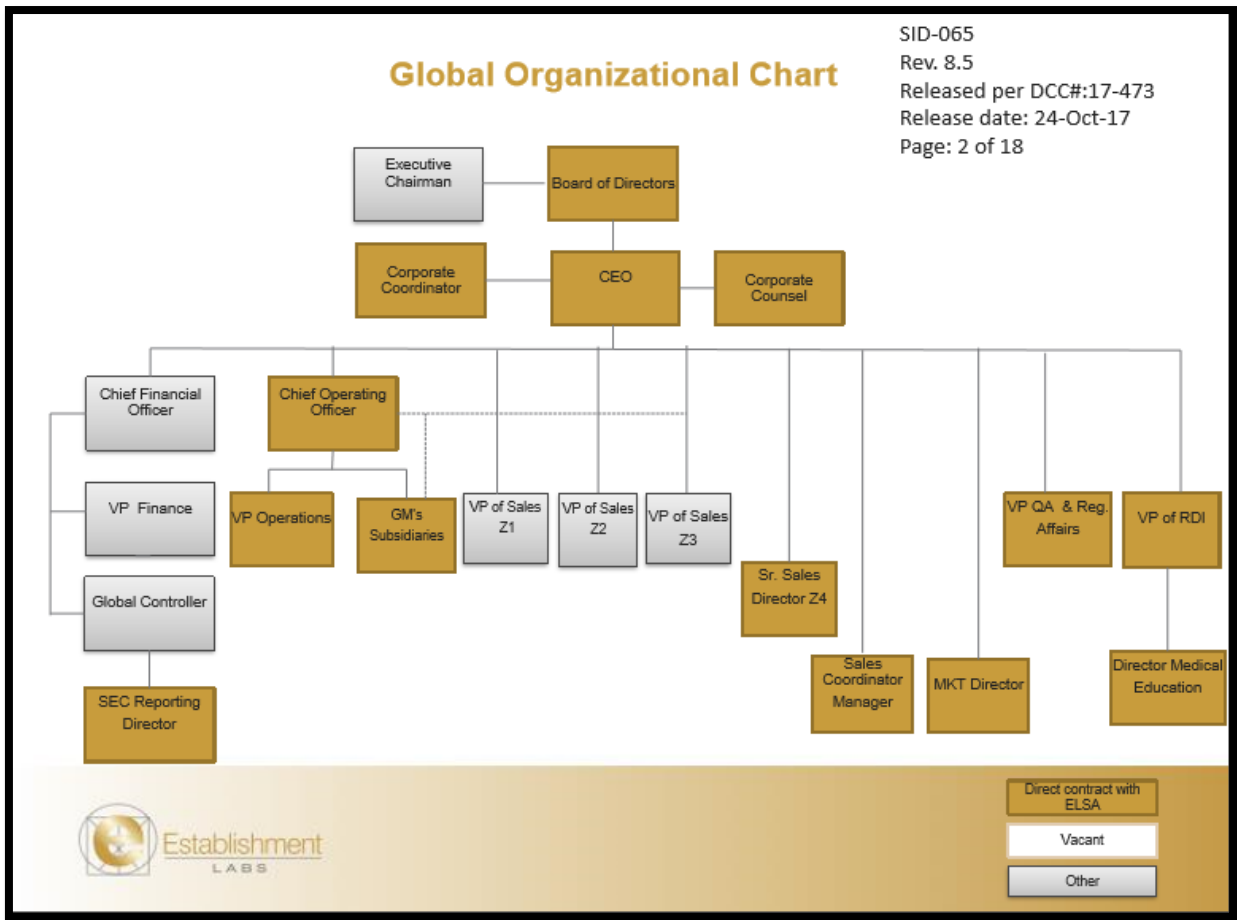 SID-065
Rev. 8.5
Released per DCC#:17-473
Release date: 24-Oct-17
Page: 2 of 18
Global Organizational Chart
Executive
Chairman
Board of Directors
Corporate
Coordinator
CEO
Corporate
Counsel
Chief Financial
Officer
Chief Operating
Officer
VP Finance
VP Operations
GM's
Subsidiaries
VP of Sales
Z1
VP of Sales
Z2
VP of Sales
Z3
VP QA & Reg.
Affairs
VP of RDI
Sr. Sales
Director Z4
Global Controller
Sales
Coordinator
Manager
MKT Director
Director Medical
Education
SEC Reporting
Director
Establishment
LABS
Direct contract with
ELSA
Vacant
Other